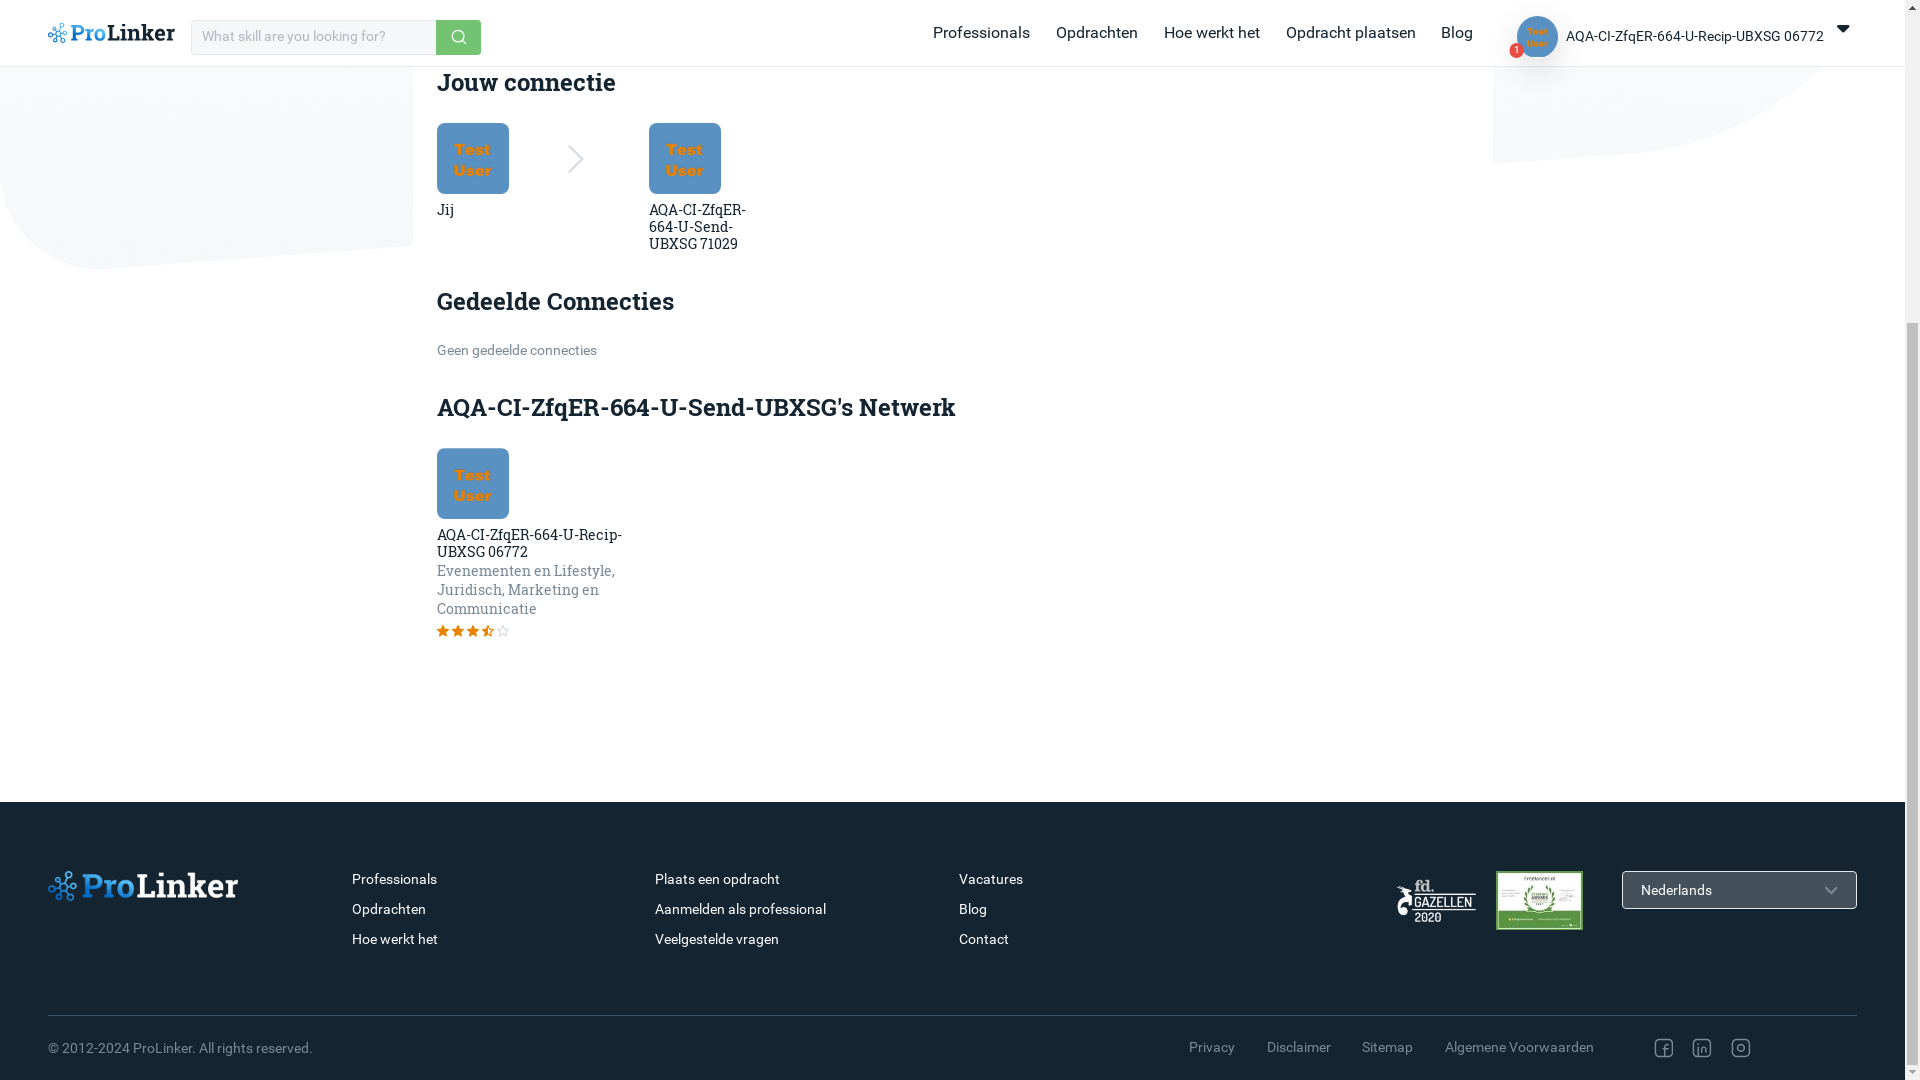 ProLinker
What skill are you looking for?
Professionals Opdrachten Hoe werkt het Opdracht plaatsen Blog
Test
User
1
AQA-CI-ZfqER-664-U-Recip-UBXSG 06772
Jouw connectie
Test
User
Jij
Test
User
AQA-CI-ZfqER-
664-U-Send-
UBXSG 71029
Gedeelde Connecties
Geen gedeelde connecties
AQA-CI-ZfqER-664-U-Send-UBXSG's Netwerk
Test
User
AQA-CI-ZfqER-664-U-Recip-
UBXSG 06772
Evenementen en Lifestyle,
Juridisch, Marketing en
Communicatie
ProLinker
Professionals
Opdrachten
Hoe werkt het
Plaats een opdracht
Aanmelden als professional
Veelgestelde vragen
Vacatures
Blog
Contact
fd.
GAZELLEN
2020
Freelancer.nl
Nederlands
© 2012-2024 ProLinker. All rights reserved.
Privacy Disclaimer Sitemap Algemene Voorwaarden